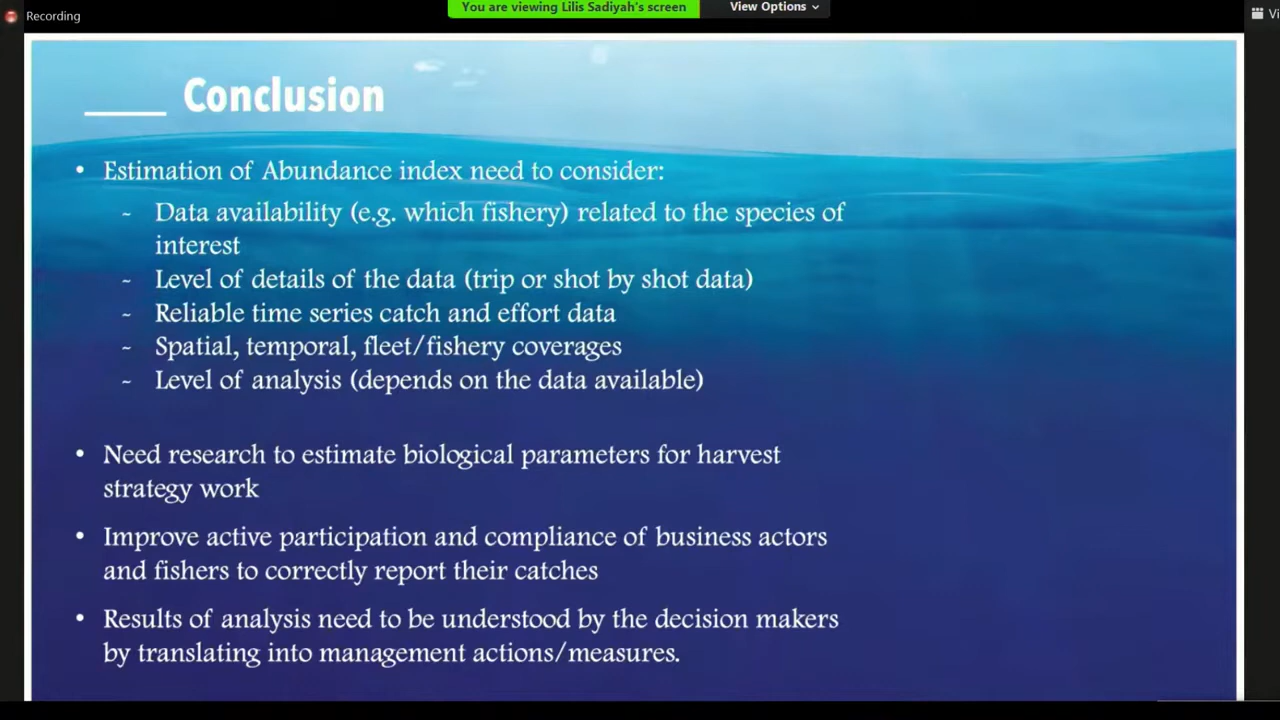 Recording
You are viewing Lilis Sadiyah's screen
View Options
Vi
Conclusion
• Estimation of Abundance index need to consider:
- Data availability (e.g. which fishery) related to the species of
interest
- Level of details of the data (trip or shot by shot data)
- Reliable time series catch and effort data
- Spatial, temporal, fleet/fishery coverages
- Level of analysis (depends on the data available)
• Need research to estimate biological parameters for harvest
strategy work
• Improve active participation and compliance of business actors
and fishers to correctly report their catches
• Results of analysis need to be understood by the decision makers
by translating into management actions/measures.